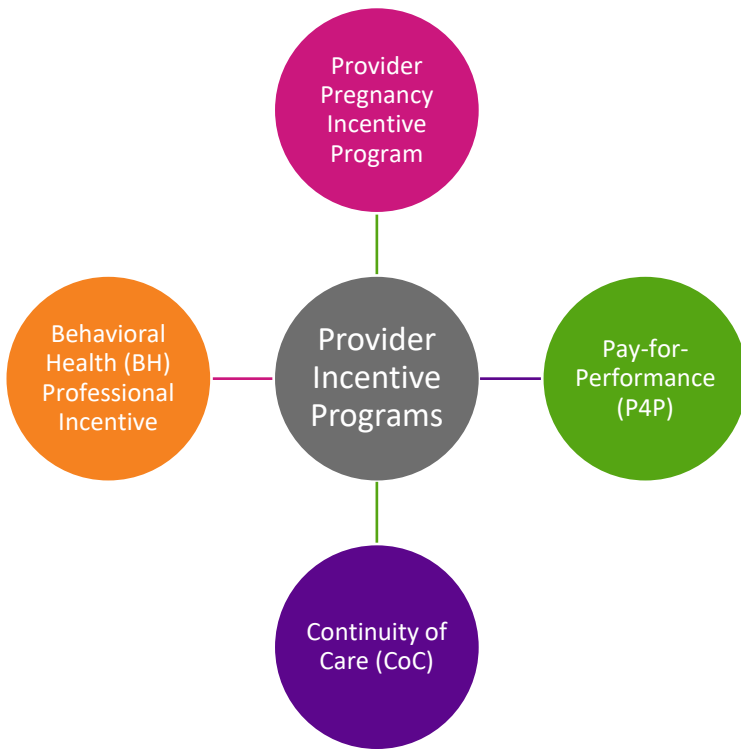 Provider
Pregnancy
Incentive
Program
Behavioral
Health (BH)
Professional
Incentive
Provider
Incentive
Programs
Pay-for-
Performance
(P4P)
Continuity of
Care (CoC)